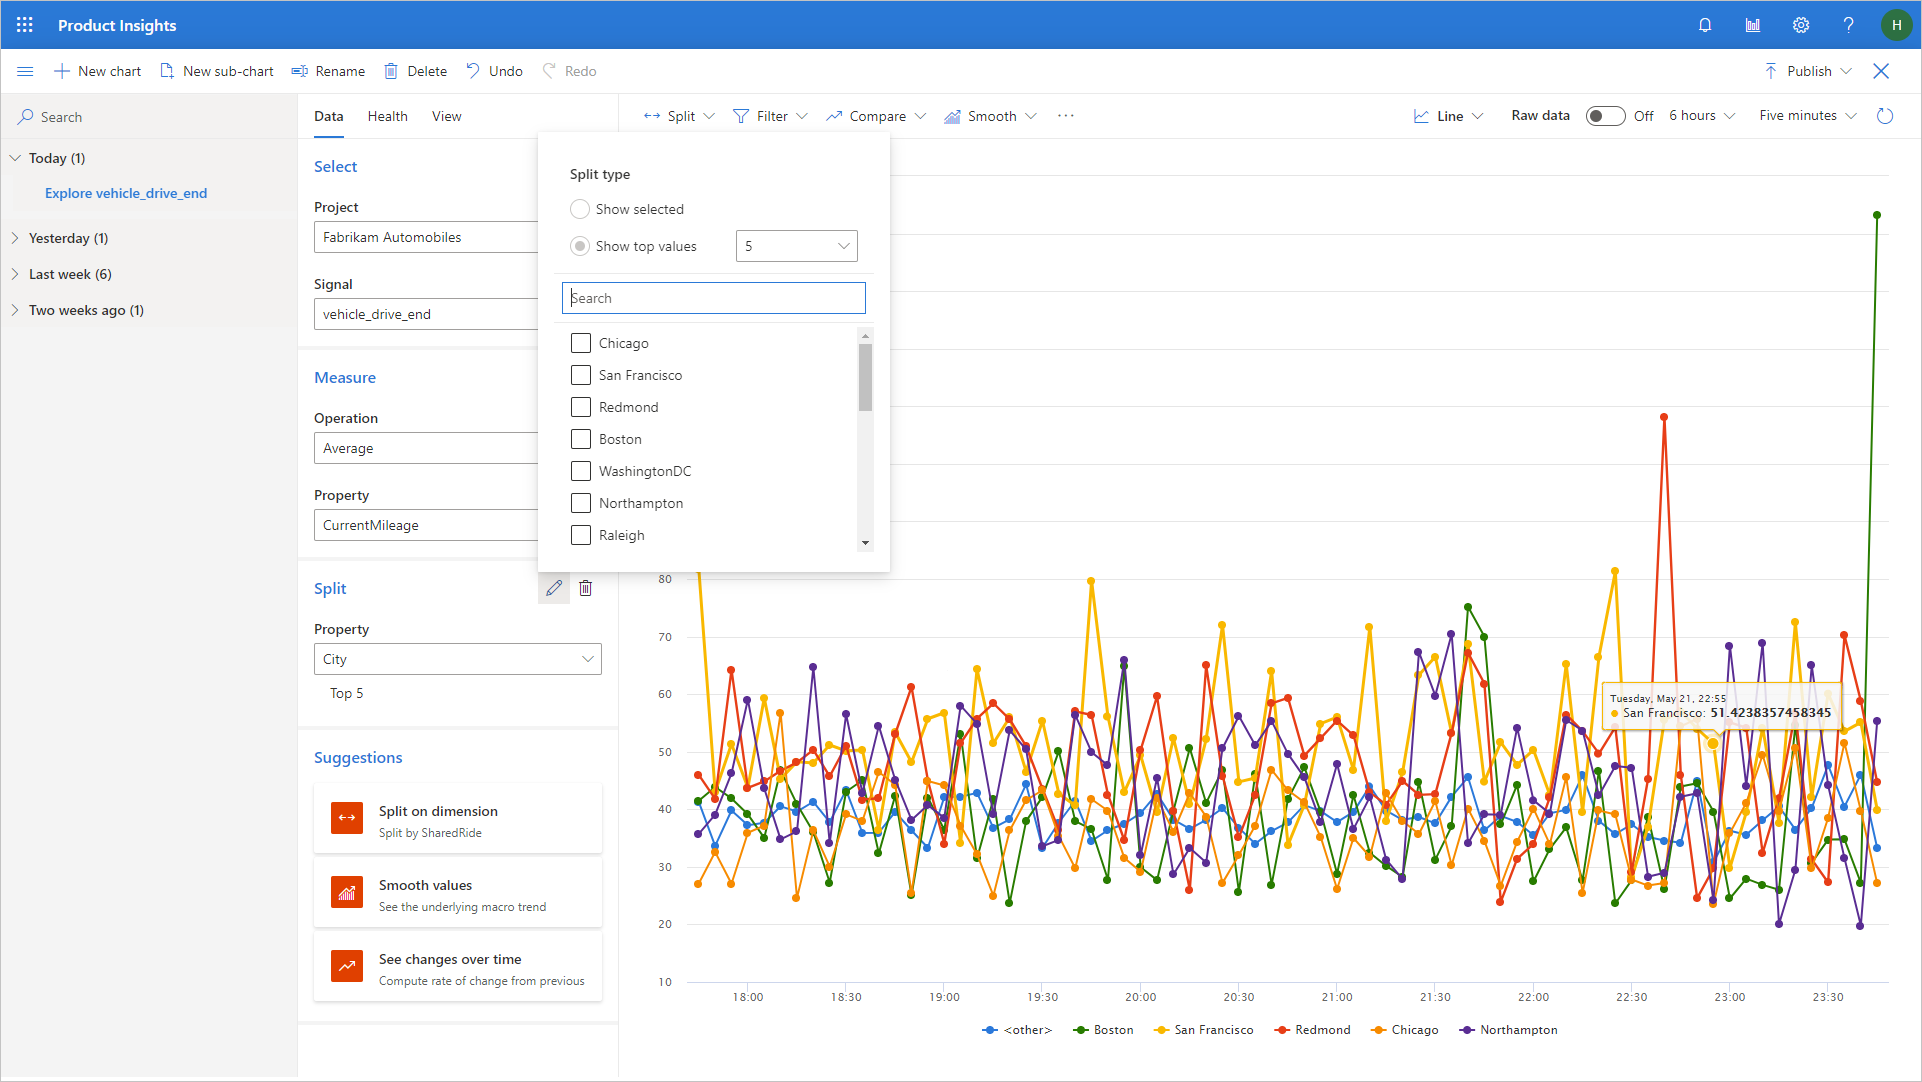 Product Insights
H
New chart
New sub-chart
Rename
Delete
Undo
Redo
Publish
Search
Today (1)
Explore vehicle_drive_end
Yesterday (1)
Last week (6)
Two weeks ago (1)
Data
Health
View
Select
Project
Fabrikam Automobiles
Signal
vehicle_drive_end
Measure
Operation
Average
Property
CurrentMileage
Split
Property
City
Top 5
Suggestions
Split on dimension
Split by SharedRide
Smooth values
See the underlying macro trend
See changes over time
Compute rate of change from previous
Split
Filter
Compare
Smooth
Line
Raw data
Off
6 hours
Five minutes
Split type
Show selected
Show top values
5
Search
Chicago
San Francisco
Redmond
Boston
WashingtonDC
Northampton
Raleigh
80
70
60
50
40
30
20
10
Tuesday, May 21, 22:55
San Francisco: 51.4238357458345
18:00
18:30
19:00
19:30
20:00
20:30
21:00
21:30
22:00
22:30
23:00
23:30
<other>
Boston
San Francisco
Redmond
Chicago
Northampton